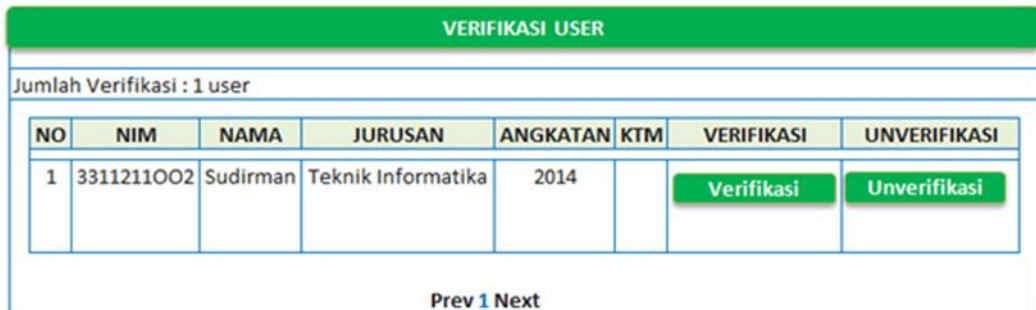 VERIFIKASI USER
Jumlah Verifikasi : 1 user
NO NIM NAMA JURUSAN ANGKATAN KTM VERIFIKASI UNVERIFIKASI
1 3311211OO2 Sudirman Teknik Informatika 2014 Verifikasi Unverifikasi
Prev 1 Next